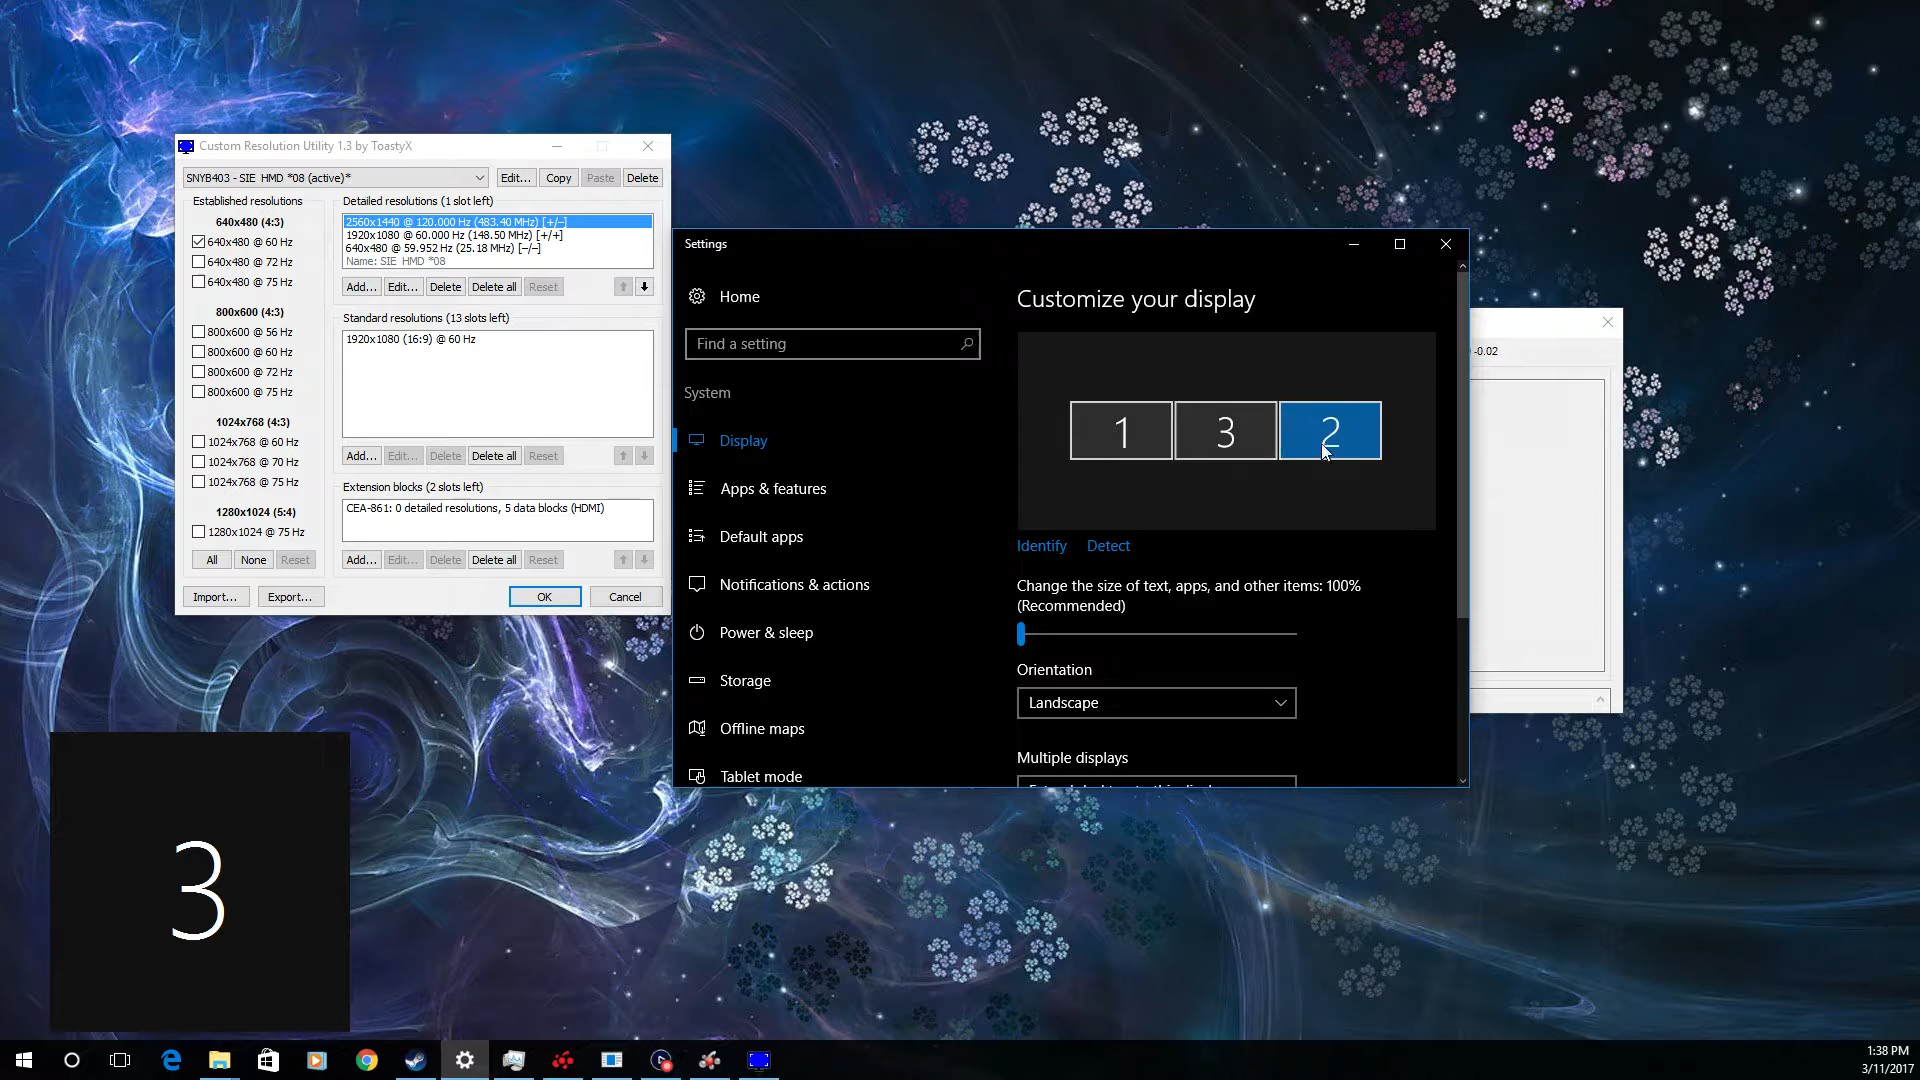 Custom Resolution Utility 1.3 by ToastyX
SNYB403 - SIE HMD *08 (active)*
Edit...
Copy
Paste
Delete
Established resolutions
640x480 (4:3)
640x480 @ 60 Hz
640x480 @ 72 Hz
640x480 @ 75 Hz
800x600 (4:3)
800x600 @ 56 Hz
800x600 @ 60 Hz
800x600 @ 72 Hz
800x600 @ 75 Hz
1024x768 (4:3)
1024x768 @ 60 Hz
1024x768 @ 70 Hz
1024x768 @ 75 Hz
1280x1024 (5:4)
1280x1024 @ 75 Hz
All
None
Reset
Import...
Export...
Detailed resolutions (1 slot left)
2560x1440 @ 120.000 Hz (483.40 MHz) [+/-]
1920x1080 @ 60.000 Hz (148.50 MHz) [+/+]
640x480 @ 59.952 Hz (25.18 MHz) [-/-]
Name: SIE HMD *08
Add...
Edit...
Delete
Delete all
Reset
Standard resolutions (13 slots left)
1920x1080 (16:9) @ 60 Hz
Add...
Edit...
Delete
Delete all
Reset
Extension blocks (2 slots left)
CEA-861: 0 detailed resolutions, 5 data blocks (HDMI)
Add...
Edit...
Delete
Delete all
Reset
OK
Cancel
Settings
Home
Find a setting
System
Display
Apps & features
Default apps
Notifications & actions
Power & sleep
Storage
Offline maps
Tablet mode
Customize your display
1
3
2
Identify
Detect
Change the size of text, apps, and other items: 100%
(Recommended)
Orientation
Landscape
Multiple displays
-0.02
3
1:38 PM
3/11/2017